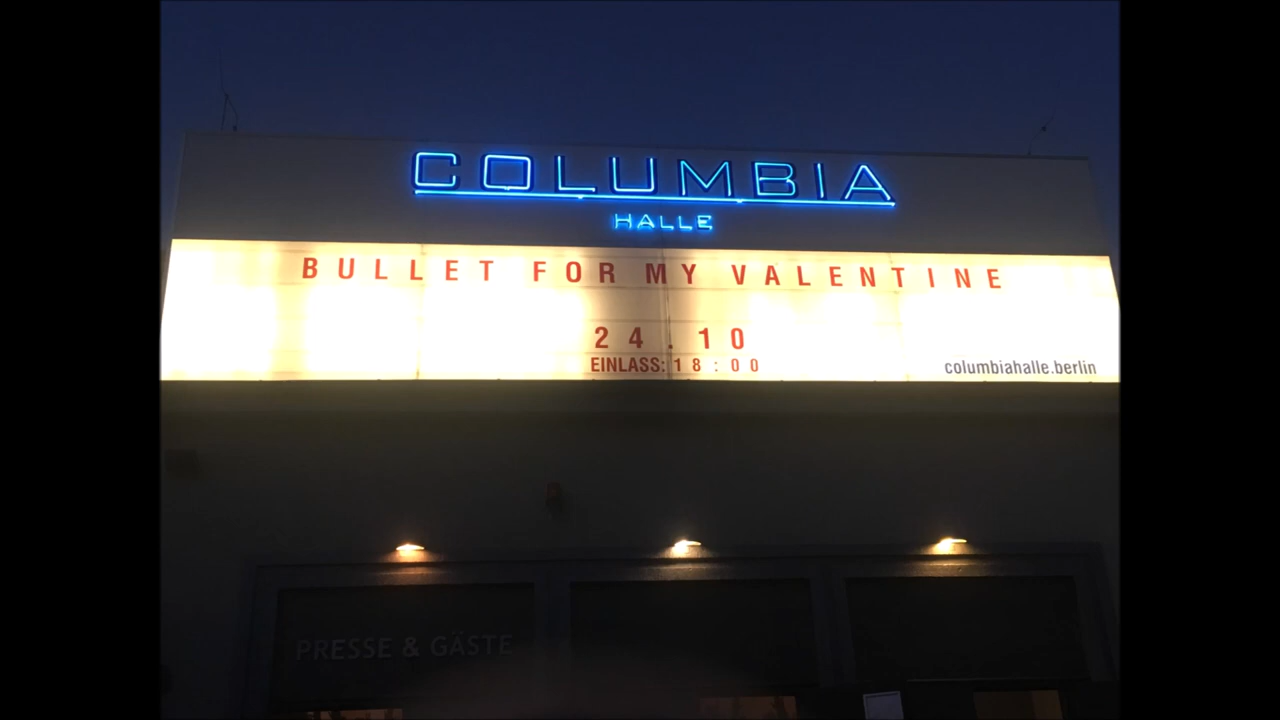 COLUMBIA
HALLE
BULLET FOR MY VALENTINE
24.10
EINLASS: 18:00
columbiahalle.berlin
PRESSE & GÄSTE